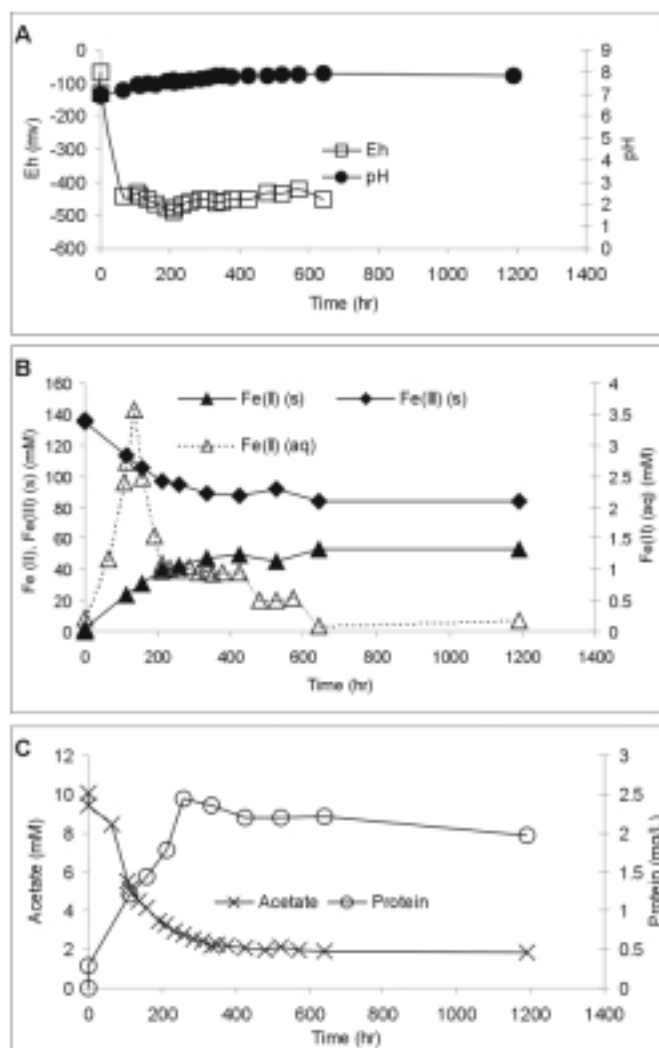 A
0
-100
-200
-300
-400
-500
-600
Eh (mv)
9
8
7
6
5
4
3
2
1
0
pH
Eh
pH
0 200 400 600 800 1000 1200 1400
Time (hr)
B
160
140
120
100
80
60
40
20
0
Fe (II), Fe(III) (s) (mM)
Fe(II) (s) Fe(III) (s)
Fe(II) (aq)
4
3.5
3
2.5
2
1.5
1
0.5
0
Fe(II) (aq) (mM)
0 200 400 600 800 1000 1200 1400
Time (hr)
C
12
10
8
6
4
2
0
Acetate (mM)
Acetate Protein
3
2.5
2
1.5
1
0.5
0
Protein (mg/L)
0 200 400 600 800 1000 1200 1400
Time (hr)